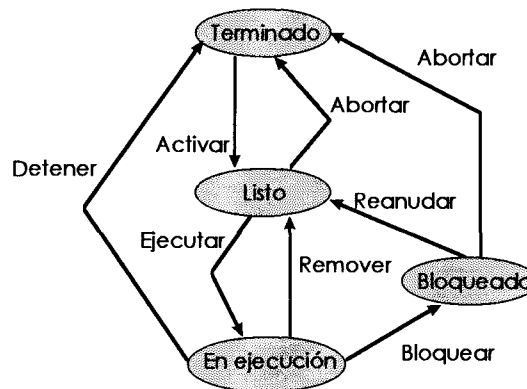 Terminado
Abortar
Abortar
Activar
Detener
Listo
Reanudar
Ejecutar
Remover
Bloqueado
En ejecución
Bloquear